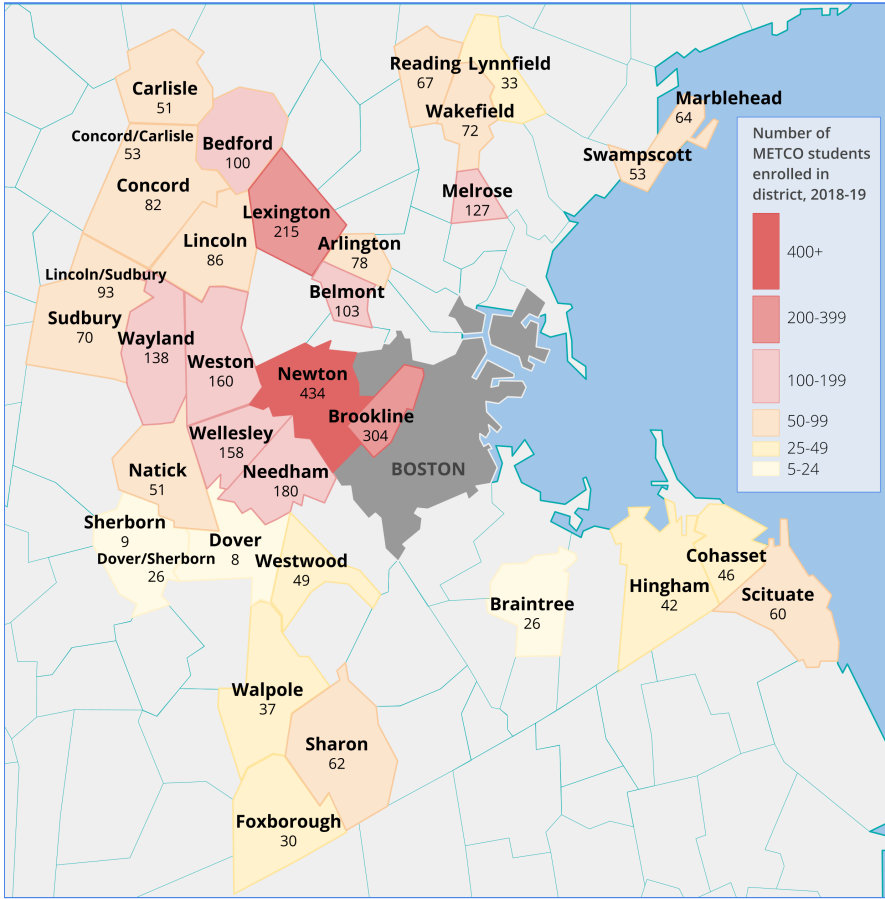 Reading
67
Lynnfield
33
Carlisle
51
Marblehead
64
Wakefield
72
Concord/Carlisle
53
Bedford
100
Swampscott
53
Concord
82
Melrose
127
Lexington
215
Lincoln
86
Arlington
78
Lincoln/Sudbury
93
Belmont
103
Sudbury
70
Wayland
138
Weston
160
Newton
434
Brookline
304
Wellesley
158
Natick
51
Needham
180
BOSTON
Sherborn
9
Dover
8
Dover/Sherborn
26
Westwood
49
Cohasset
46
Hingham
42
Scituate
60
Braintree
26
Walpole
37
Sharon
62
Foxborough
30
Number of
METCO students
enrolled in
district, 2018-19
400+
200-399
100-199
50-99
25-49
5-24